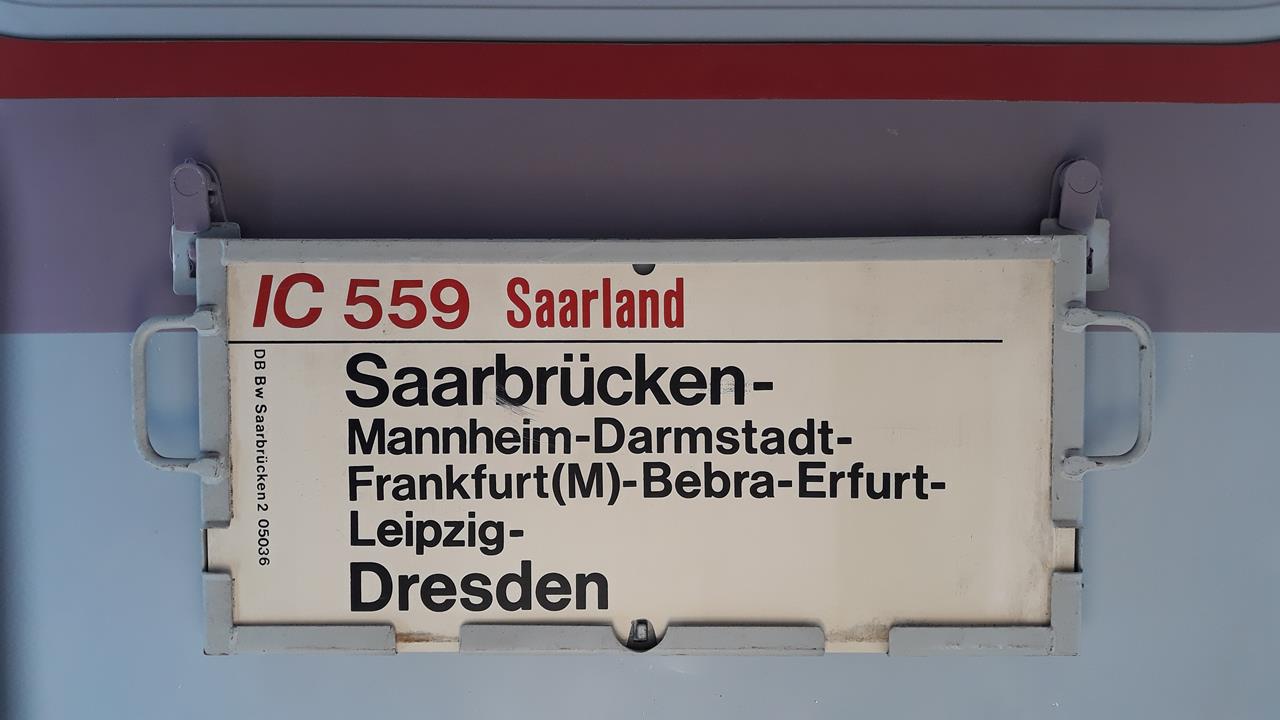 IC 559 Saarland
DB Bw Saarbrücken 2 05036
Saarbrücken-
Mannheim-Darmstadt-
Frankfurt(M)-Bebra-Erfurt-
Leipzig-
Dresden